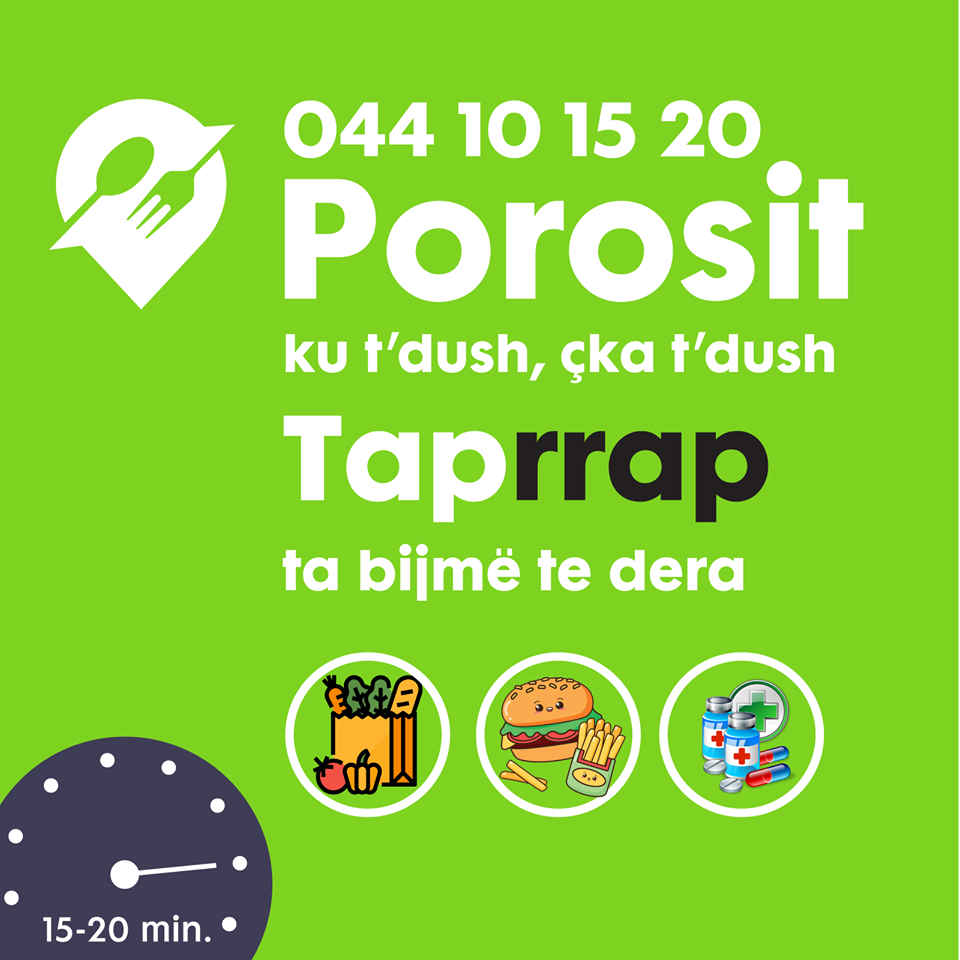 044 10 15 20
Porosit
ku t'dush, çka t'dush
Taprrap
ta bijmë te dera
15-20 min.